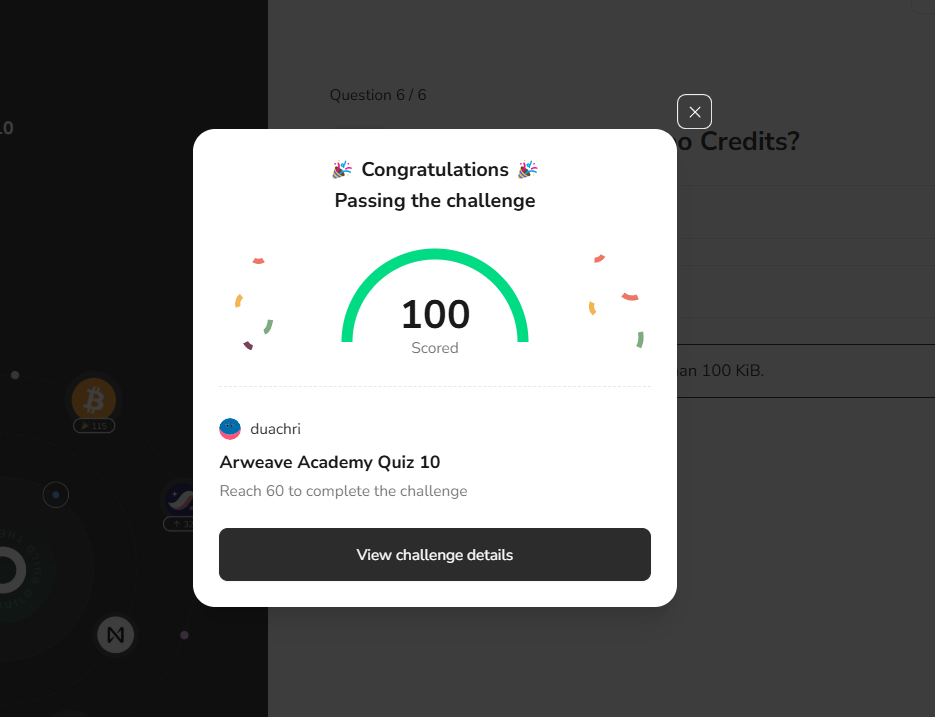 Question 6 / 6
o Credits?
Congratulations
Passing the challenge
100
Scored
an 100 KiB.
duachri
Arweave Academy Quiz 10
Reach 60 to complete the challenge
View challenge details
115